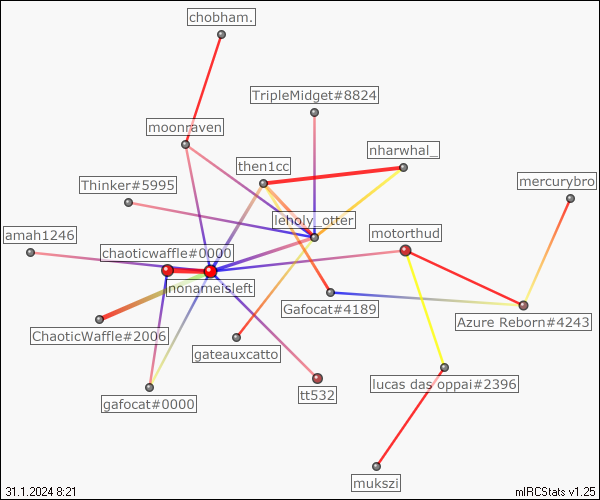 chobham.
TripleMidget#8824
moonraven
nharwhal_
then1cc
Thinker#5995
mercurybro
leholy_otter
amah1246
motorthud
chaoticwaffle#0000
nonameisleft
Gafocat#4189
Azure Reborn#4243
ChaoticWaffle#2006
gateauxcatto
lucas das oppai#2396
tt532
gafocat#0000
mukszi
31.1.2024 8:21
mIRCStats v1.25